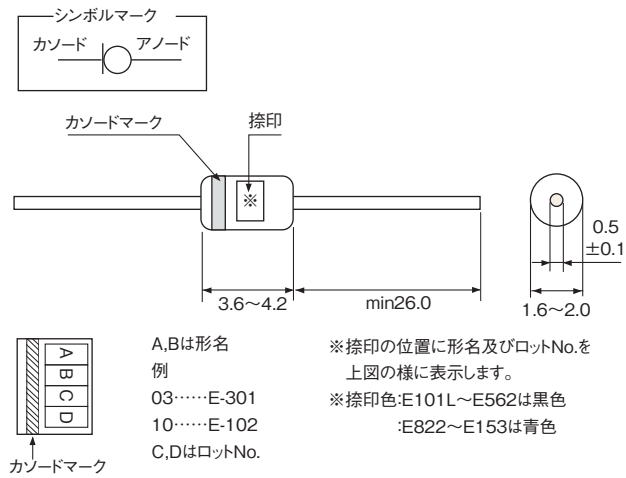 シンボルマーク
カソード アノード
カソードマーク
捺印
※
0.5
±0.1
3.6～4.2
min26.0
1.6～2.0
A
B
C
D
カソードマーク
A,Bは形名
例
03……E-301
10……E-102
C,DはロットNo.
※捺印の位置に形名及びロットNo.を
上図の様に表示します。
※捺印色:E101L～E562は黒色
:E822～E153は青色